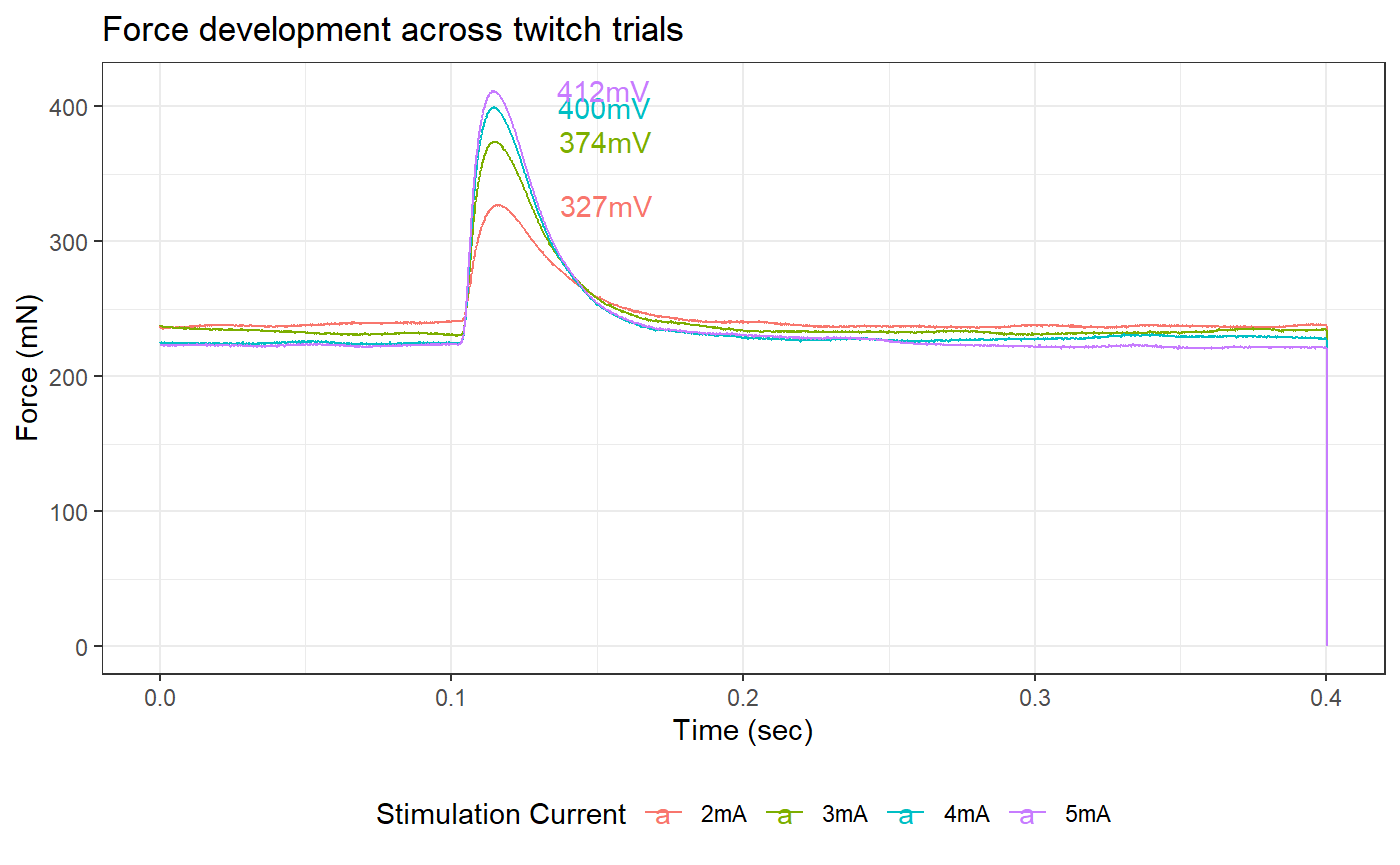 Force development across twitch trials
412mV
400mV
374mV
327mV
Force (mN)
400
300
200
100
0
0.0 0.1 0.2 0.3 0.4
Time (sec)
Stimulation Current a 2mA a 3mA a 4mA a 5mA